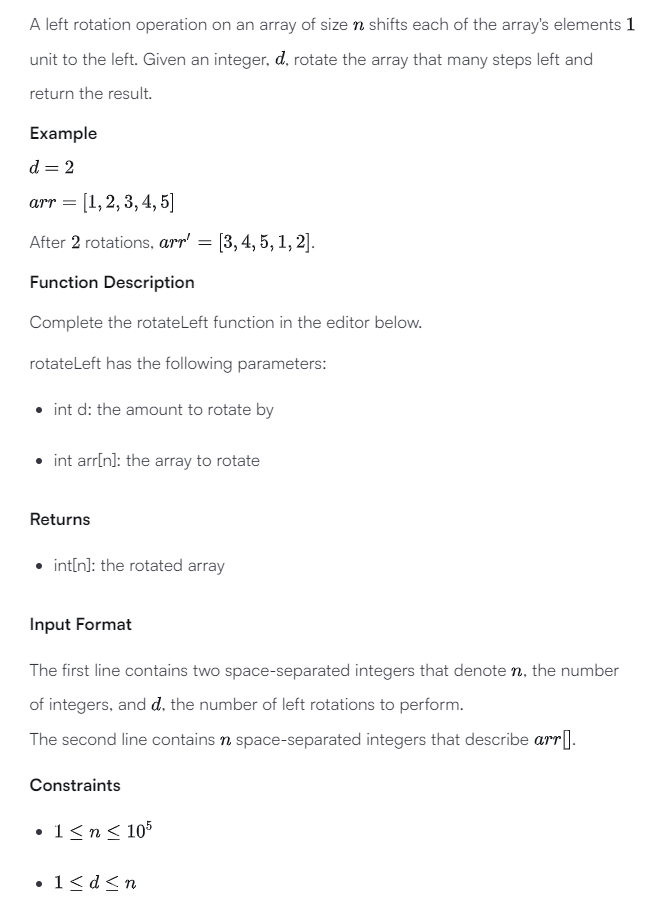 A left rotation operation on an array of size n shifts each of the array's elements 1
unit to the left. Given an integer, d, rotate the array that many steps left and
return the result.
Example
d = 2
arr = [1, 2, 3, 4, 5]
After 2 rotations, arr′ = [3, 4, 5, 1, 2].
Function Description
Complete the rotateLeft function in the editor below.
rotateLeft has the following parameters:
• int d: the amount to rotate by
• int arr[n]: the array to rotate
Returns
• int[n]: the rotated array
Input Format
The first line contains two space-separated integers that denote n, the number
of integers, and d, the number of left rotations to perform.
The second line contains n space-separated integers that describe arr[].
Constraints
• 1 ≤ n ≤ 10⁵
• 1 ≤ d ≤ n